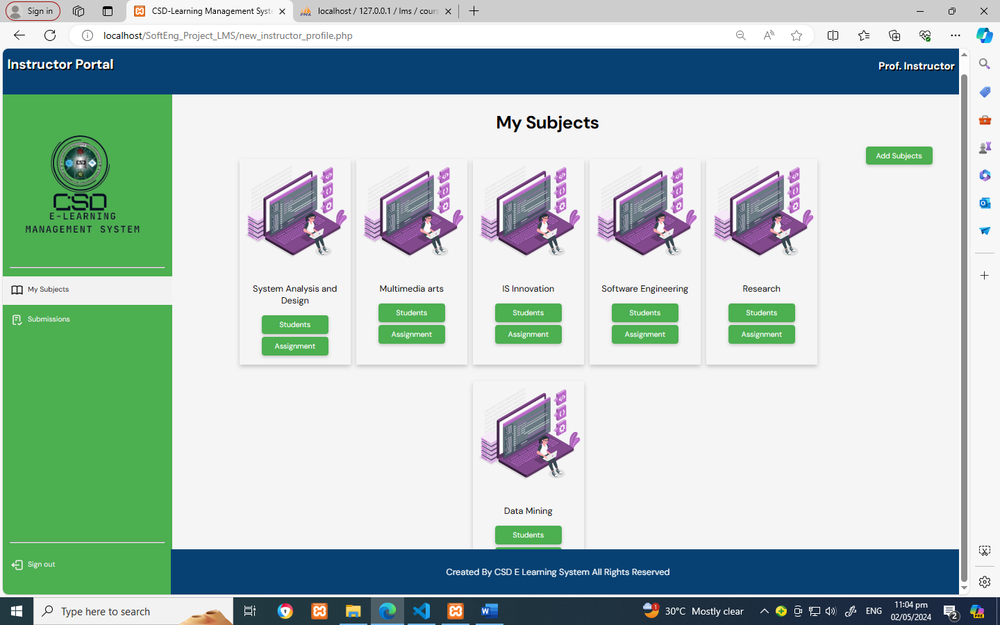 Sign in
CSD-Learning Management Syst
localhost / 127.0.0.1 / lms / cours
localhost/SoftEng_Project_LMS/new_instructor_profile.php
Instructor Portal
Prof. Instructor
CSD
E-LEARNING
MANAGEMENT SYSTEM
My Subjects
Submissions
Sign out
My Subjects
Add Subjects
System Analysis and
Design
Students
Assignment
Multimedia arts
Students
Assignment
IS Innovation
Students
Assignment
Software Engineering
Students
Assignment
Research
Students
Assignment
Data Mining
Students
Created By CSD E Learning System All Rights Reserved
Type here to search
1
30°C Mostly clear
ENG
11:04 pm
02/05/2024
2
PRE